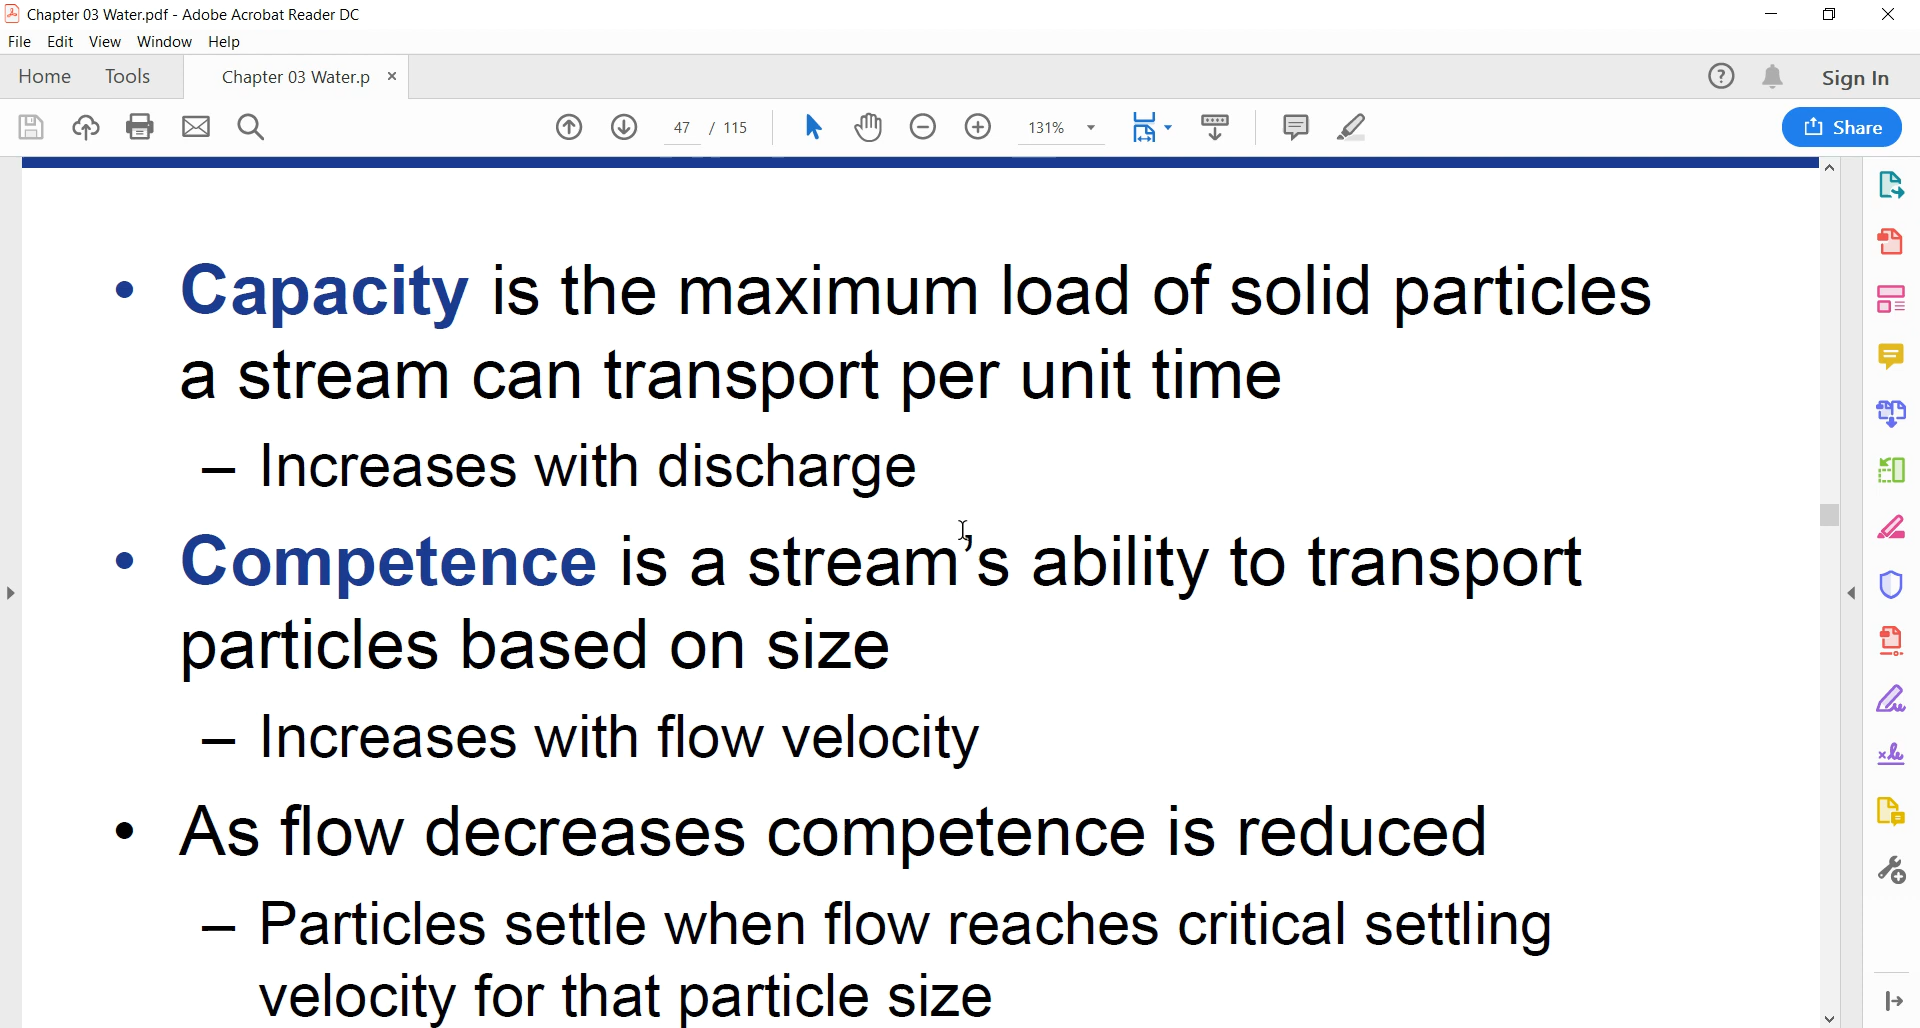 Chapter 03 Water.pdf - Adobe Acrobat Reader DC
File Edit View Window Help
Home Tools Chapter 03 Water.p × Sign In
47 / 115 131% Share
• Capacity is the maximum load of solid particles
a stream can transport per unit time
– Increases with discharge
• Competence is a stream's ability to transport
particles based on size
– Increases with flow velocity
• As flow decreases competence is reduced
– Particles settle when flow reaches critical settling
velocity for that particle size